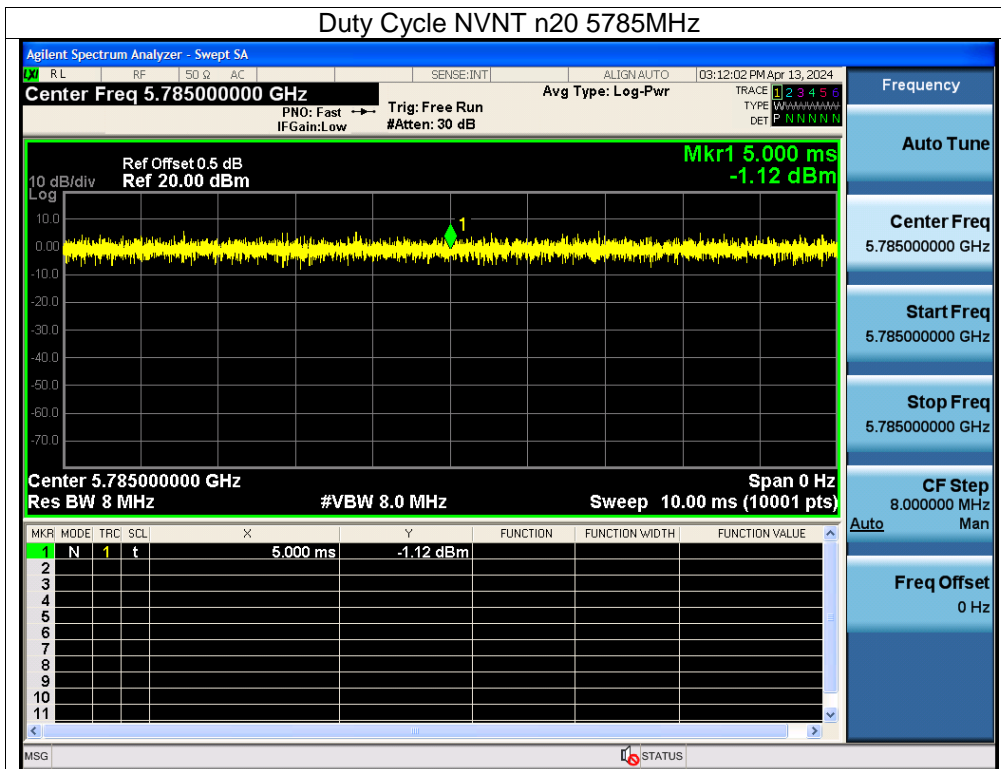 Duty Cycle NVNT n20 5785MHz
Agilent Spectrum Analyzer - Swept SA
LXI RL RF 50 Ω AC SENSE:INT ALIGNAUTO 03:12:02 PM Apr 13, 2024
Center Freq 5.785000000 GHz Avg Type: Log-Pwr TRACE 1 2 3 4 5 6
PNO: Fast Trig: Free Run TYPE WWWWWW
IFGain:Low #Atten: 30 dB DET P N N N N N
Frequency
Auto Tune
Mkr1 5.000 ms
-1.12 dBm
Ref Offset 0.5 dB
10 dB/div Ref 20.00 dBm
Log
10.0
0.00
-10.0
-20.0
-30.0
-40.0
-50.0
-60.0
-70.0
1
Center 5.785000000 GHz Span 0 Hz
Res BW 8 MHz #VBW 8.0 MHz Sweep 10.00 ms (10001 pts)
MKR MODE TRC SCL X Y FUNCTION FUNCTION WIDTH FUNCTION VALUE
1 N 1 t 5.000 ms -1.12 dBm
2
3
4
5
6
7
8
9
10
11
Center Freq
5.785000000 GHz
Start Freq
5.785000000 GHz
Stop Freq
5.785000000 GHz
CF Step
8.000000 MHz
Auto Man
Freq Offset
0 Hz
MSG STATUS